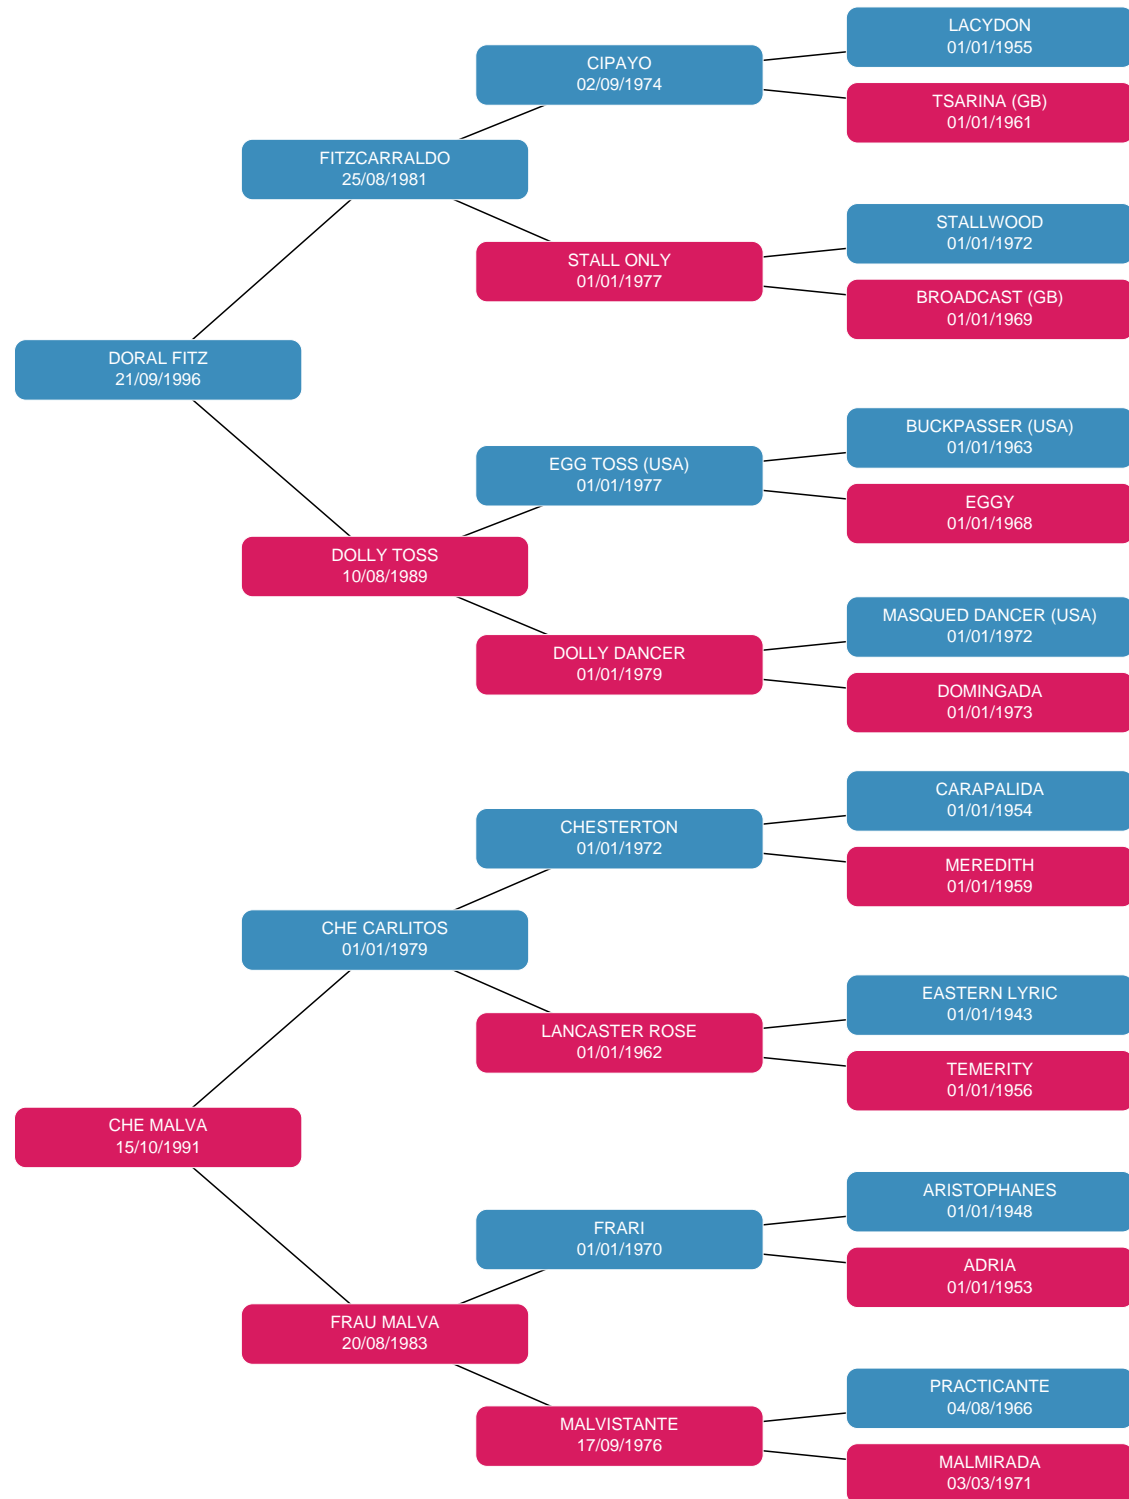 LACYDON
01/01/1955
CIPAYO
02/09/1974
TSARINA (GB)
01/01/1961
FITZCARRALDO
25/08/1981
STALLWOOD
01/01/1972
STALL ONLY
01/01/1977
BROADCAST (GB)
01/01/1969
DORAL FITZ
21/09/1996
BUCKPASSER (USA)
01/01/1963
EGG TOSS (USA)
01/01/1977
EGGY
01/01/1968
DOLLY TOSS
10/08/1989
MASQUED DANCER (USA)
01/01/1972
DOLLY DANCER
01/01/1979
DOMINGADA
01/01/1973
CARAPALIDA
01/01/1954
CHESTERTON
01/01/1972
MEREDITH
01/01/1959
CHE CARLITOS
01/01/1979
EASTERN LYRIC
01/01/1943
LANCASTER ROSE
01/01/1962
TEMERITY
01/01/1956
CHE MALVA
15/10/1991
ARISTOPHANES
01/01/1948
FRARI
01/01/1970
ADRIA
01/01/1953
FRAU MALVA
20/08/1983
PRACTICANTE
04/08/1966
MALVISTANTE
17/09/1976
MALMIRADA
03/03/1971